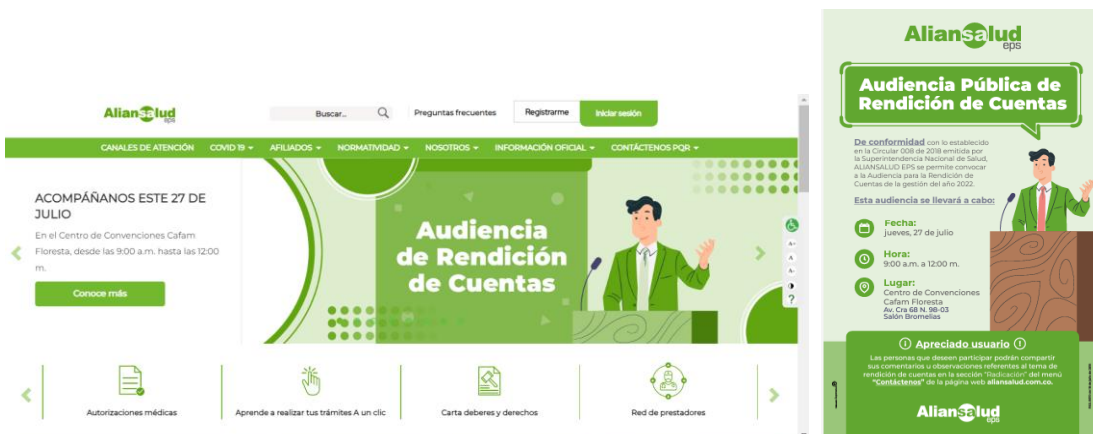 Aliansalud
eps
Buscar...
Preguntas frecuentes
Registrarme
Iniciar sesión
CANALES DE ATENCIÓN
COVID 19
AFILIADOS
NORMATIVIDAD
NOSOTROS
INFORMACIÓN OFICIAL
CONTÁCTENOS PQR
ACOMPÁÑANOS ESTE 27 DE
JULIO
En el Centro de Convenciones Cafam
Floresta, desde las 9:00 a.m. hasta las 12:00
m.
Conoce más
Audiencia
de Rendición
de Cuentas
A+
A
A-
?
Autorizaciones médicas
Aprende a realizar tus trámites A un clic
Carta deberes y derechos
Red de prestadores
Aliansalud
eps
Audiencia Pública de
Rendición de Cuentas
De conformidad con lo establecido
en la Circular 008 de 2018 emitida por
la Superintendencia Nacional de Salud,
ALIANSALUD EPS se permite convocar
a la Audiencia para la Rendición de
Cuentas de la gestión del año 2022.
Esta audiencia se llevará a cabo:
Fecha:
jueves, 27 de julio
Hora:
9:00 a.m. a 12:00 m.
Lugar:
Centro de Convenciones
Cafam Floresta
Av. Cra 68 N. 98-03
Salón Bromelias
Apreciado usuario
Las personas que deseen participar podrán compartir
sus comentarios u observaciones referentes al tema de
rendición de cuentas en la sección "Radicación" del menú
"Contáctenos" de la página web aliansalud.com.co.
Aliansalud
eps